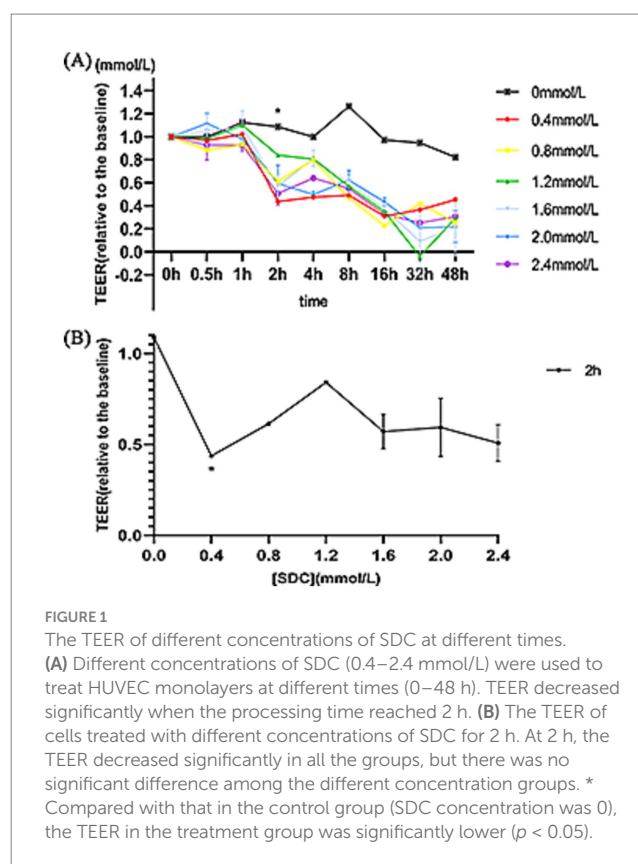 (A) (mmol/L)
1.4
1.2
1.0
0.8
0.6
0.4
0.2
0.0
-0.2
TEER(relative to the baseline)
*
0h 0.5h 1h 2h 4h 8h 16h 32h 48h
time
0mmol/L
0.4mmol/L
0.8mmol/L
1.2mmol/L
1.6mmol/L
2.0mmol/L
2.4mmol/L
(B)
1.0
0.5
0.0
TEER(relative to the baseline)
*
2h
0.0 0.4 0.8 1.2 1.6 2.0 2.4
[SDC](mmol/L)
FIGURE 1
The TEER of different concentrations of SDC at different times.
(A) Different concentrations of SDC (0.4–2.4 mmol/L) were used to
treat HUVEC monolayers at different times (0–48 h). TEER decreased
significantly when the processing time reached 2 h. (B) The TEER of
cells treated with different concentrations of SDC for 2 h. At 2 h, the
TEER decreased significantly in all the groups, but there was no
significant difference among the different concentration groups. *
Compared with that in the control group (SDC concentration was 0),
the TEER in the treatment group was significantly lower (p < 0.05).